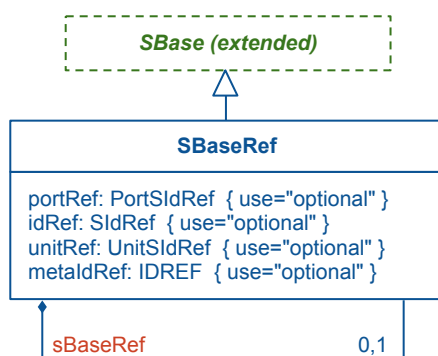 SBase (extended)
SBaseRef
portRef: PortSIdRef { use="optional" }
idRef: SIdRef { use="optional" }
unitRef: UnitSIdRef { use="optional" }
metaIdRef: IDREF { use="optional" }
sBaseRef 0,1